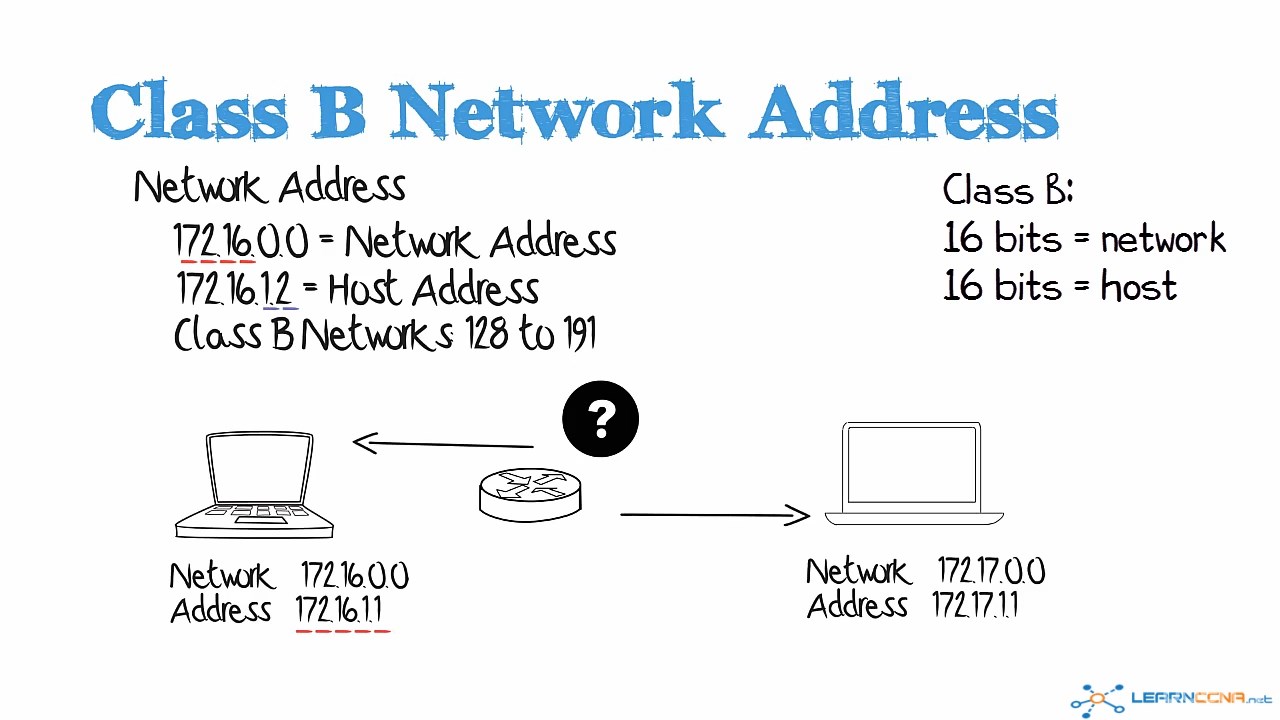 Class B Network Address
Network Address
172.16.0.0 = Network Address
172.16.1.2 = Host Address
Class B Networks: 128 to 191
Class B:
16 bits = network
16 bits = host
?
Network 172.16.0.0
Address 172.16.1.1
Network 172.17.0.0
Address 172.17.1.1
LEARNCCNA.net